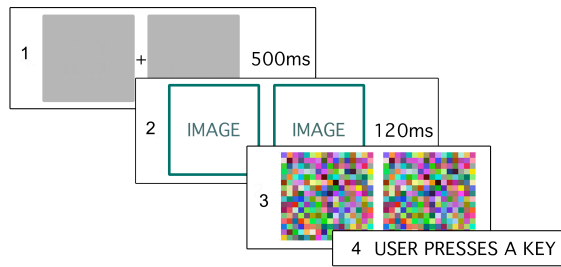 1 + 500ms
2 IMAGE IMAGE 120ms
3
4 USER PRESSES A KEY